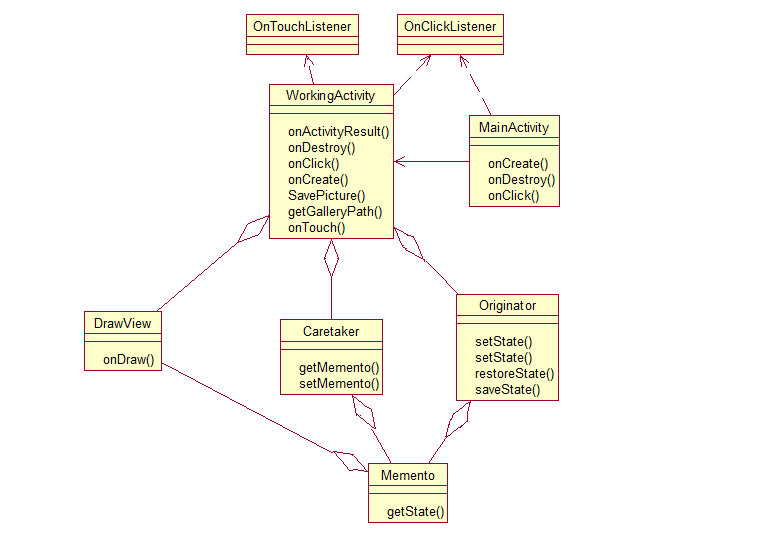 OnTouchListener
OnClickListener
WorkingActivity
onActivityResult()
onDestroy()
onClick()
onCreate()
SavePicture()
getGalleryPath()
onTouch()
MainActivity
onCreate()
onDestroy()
onClick()
DrawView
onDraw()
Caretaker
getMemento()
setMemento()
Originator
setState()
setState()
restoreState()
saveState()
Memento
getState()